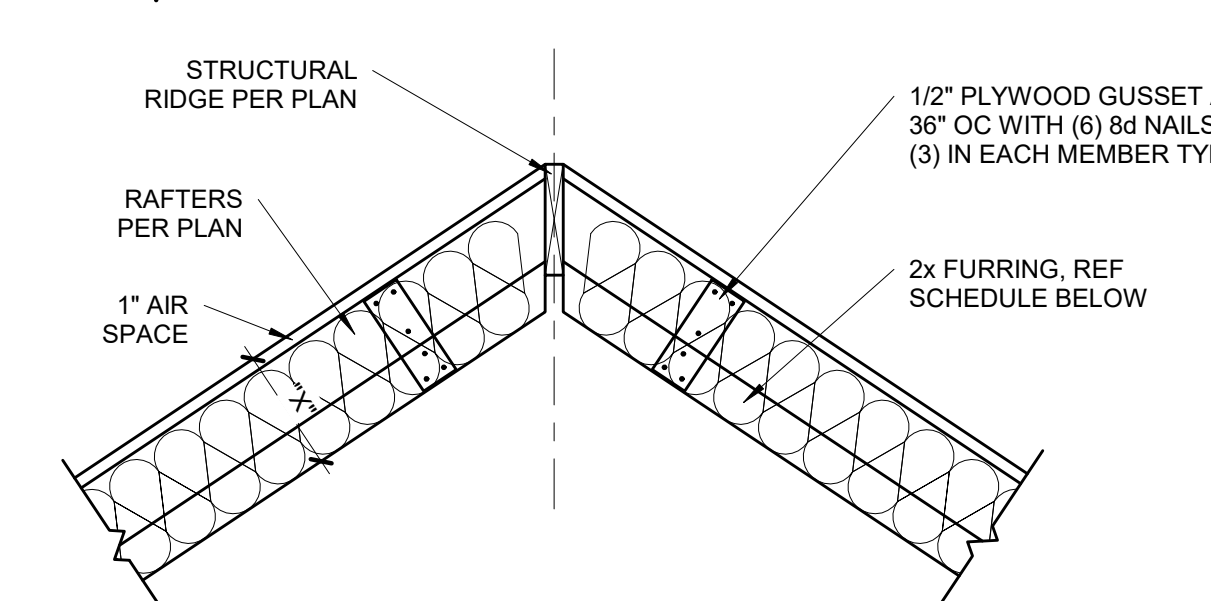 STRUCTURAL
RIDGE PER PLAN
RAFTERS
PER PLAN
1" AIR
SPACE
"X"
1/2" PLYWOOD GUSSET
36" OC WITH (6) 8d NAILS
(3) IN EACH MEMBER
2x FURRING, REF
SCHEDULE BELOW